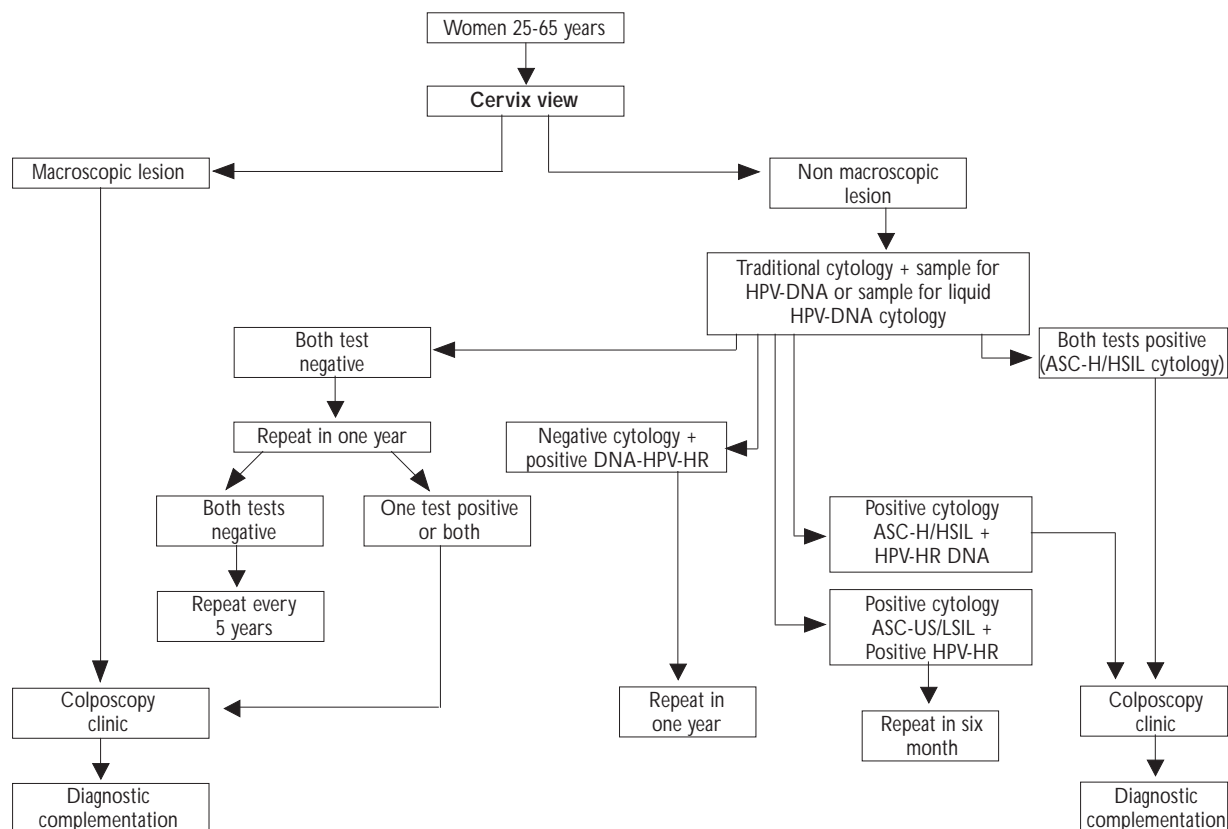 Women 25-65 years
Cervix view
Macroscopic lesion
Non macroscopic
lesion
Traditional cytology + sample for
HPV-DNA or sample for liquid
HPV-DNA cytology
Both test
negative
Both tests positive
(ASC-H/HSIL cytology)
Repeat in one year
Negative cytology +
positive DNA-HPV-HR
Both tests
negative
One test positive
or both
Positive cytology
ASC-H/HSIL +
HPV-HR DNA
Repeat every
5 years
Positive cytology
ASC-US/LSIL +
Positive HPV-HR
Colposcopy
clinic
Repeat in
one year
Repeat in six
month
Colposcopy
clinic
Diagnostic
complementation
Diagnostic
complementation